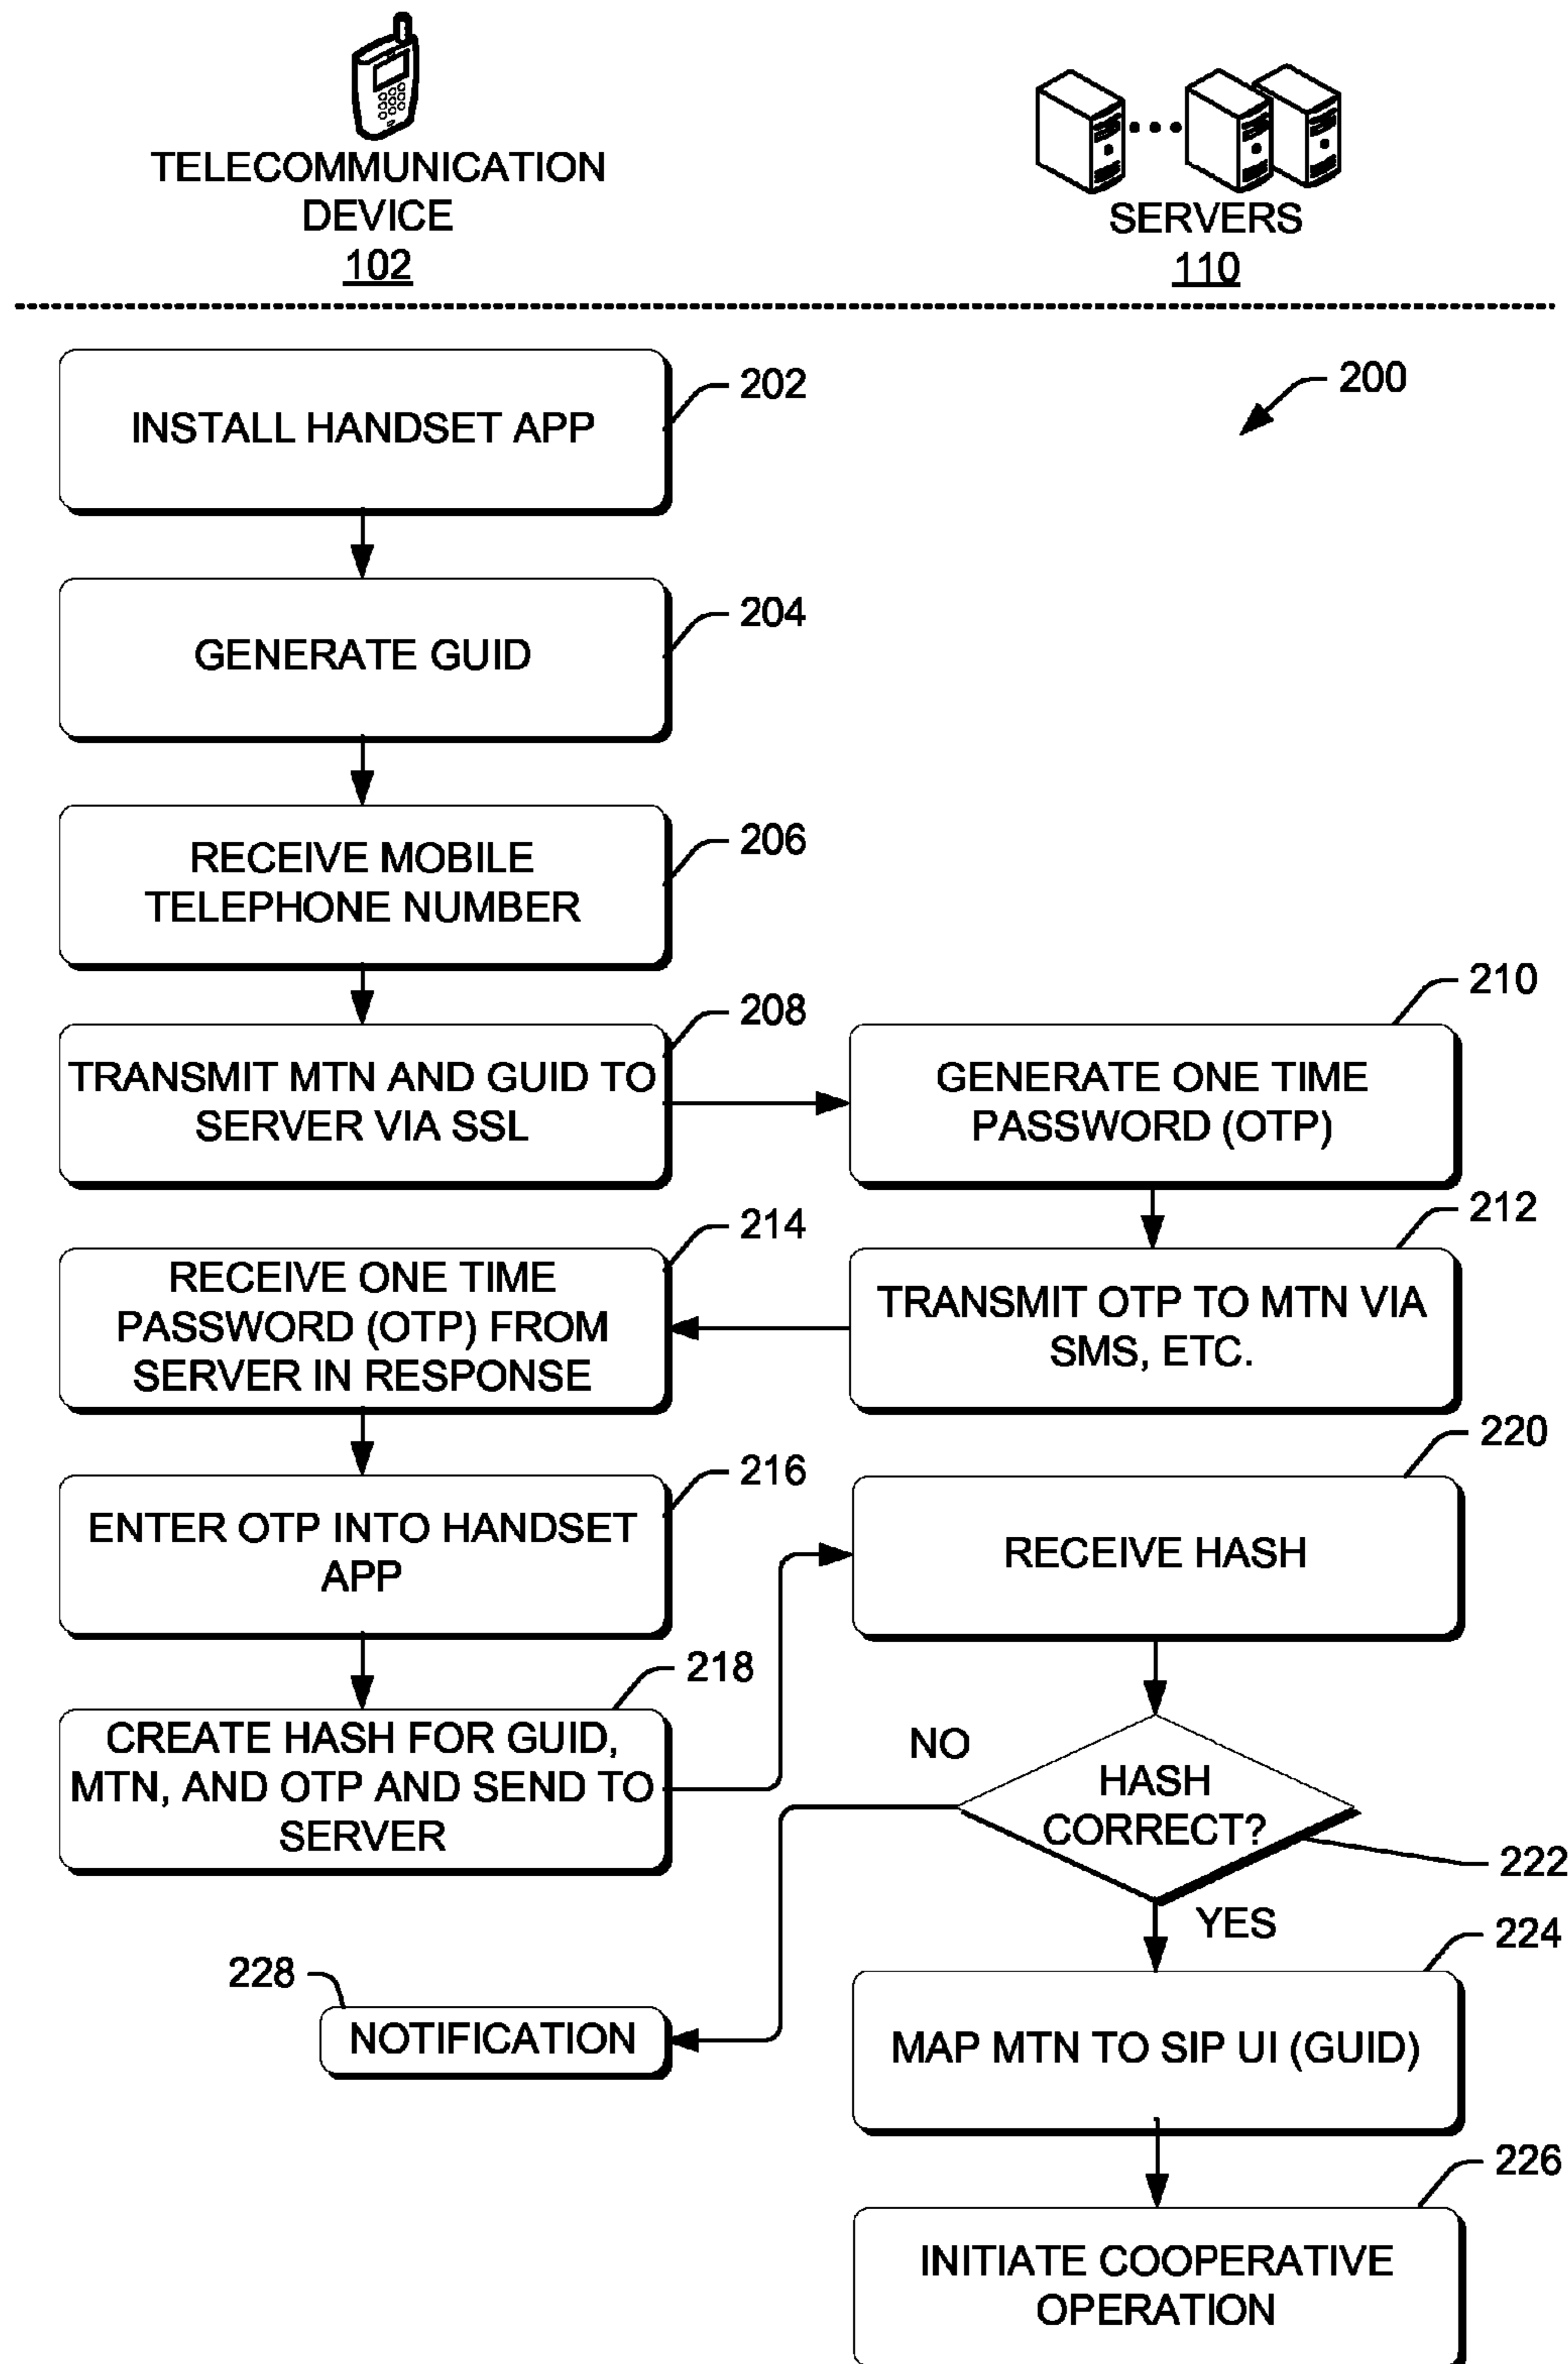 TELECOMMUNICATION
DEVICE
102
SERVERS
110
200
INSTALL HANDSET APP
202
GENERATE GUID
204
RECEIVE MOBILE
TELEPHONE NUMBER
206
TRANSMIT MTN AND GUID TO
SERVER VIA SSL
208
GENERATE ONE TIME
PASSWORD (OTP)
210
TRANSMIT OTP TO MTN VIA
SMS, ETC.
212
RECEIVE ONE TIME
PASSWORD (OTP) FROM
SERVER IN RESPONSE
214
ENTER OTP INTO HANDSET
APP
216
CREATE HASH FOR GUID,
MTN, AND OTP AND SEND TO
SERVER
218
RECEIVE HASH
220
HASH
CORRECT?
222
NO
YES
NOTIFICATION
228
MAP MTN TO SIP UI (GUID)
224
INITIATE COOPERATIVE
OPERATION
226